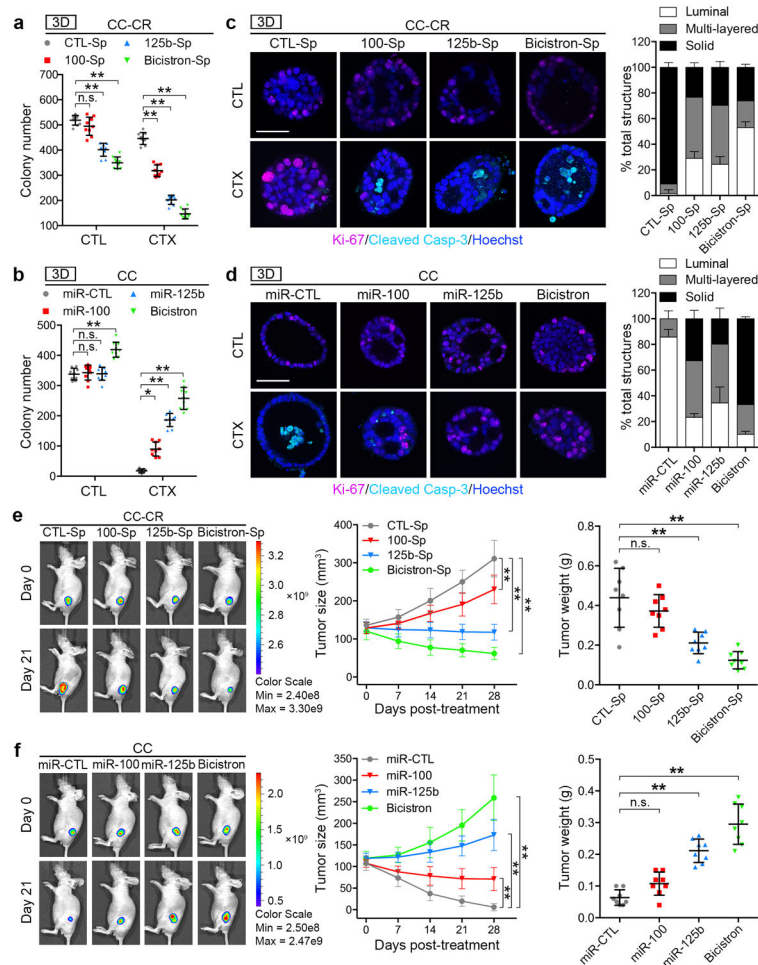 a
3D
CC-CR
CTL-Sp
125b-Sp
100-Sp
Bicistron-Sp
**
**
n.s.
**
**
**
600
500
400
300
200
100
Colony number
CTL
CTX
b
3D
CC
miR-CTL
miR-125b
miR-100
Bicistron
**
n.s.
n.s.
**
**
*
400
300
200
100
0
Colony number
CTL
CTX
c
3D
CC-CR
CTL-Sp
100-Sp
125b-Sp
Bicistron-Sp
CTL
CTX
Ki-67/Cleaved Casp-3/Hoechst
Luminal
Multi-layered
Solid
% total structures
100
80
60
40
20
0
CTL-Sp
100-Sp
125b-Sp
Bicistron-Sp
d
3D
CC
miR-CTL
miR-100
miR-125b
Bicistron
CTL
CTX
Ki-67/Cleaved Casp-3/Hoechst
Luminal
Multi-layered
Solid
% total structures
100
80
60
40
20
0
miR-CTL
miR-100
miR-125b
Bicistron
e
CC-CR
CTL-Sp
100-Sp
125b-Sp
Bicistron-Sp
Day 0
Day 21
3.0
2.0
×10⁹
1.0
Color Scale
Min = 2.40e8
Max = 3.30e9
CTL-Sp
100-Sp
125b-Sp
Bicistron-Sp
Tumor size (mm³)
400
300
200
100
0
0
7
14
21
28
Days post-treatment
**
**
**
Tumor weight (g)
0.8
0.6
0.4
0.2
0.0
**
**
n.s.
CTL-Sp
100-Sp
125b-Sp
Bicistron-Sp
f
CC
miR-CTL
miR-100
miR-125b
Bicistron
Day 0
Day 21
2.0
1.5
×10⁹
1.0
0.5
Color Scale
Min = 2.50e8
Max = 2.47e9
miR-CTL
miR-100
miR-125b
Bicistron
Tumor size (mm³)
350
300
250
200
150
100
50
0
0
7
14
21
28
Days post-treatment
**
**
**
Tumor weight (g)
0.5
0.4
0.3
0.2
0.1
0.0
**
**
n.s.
miR-CTL
miR-100
miR-125b
Bicistron